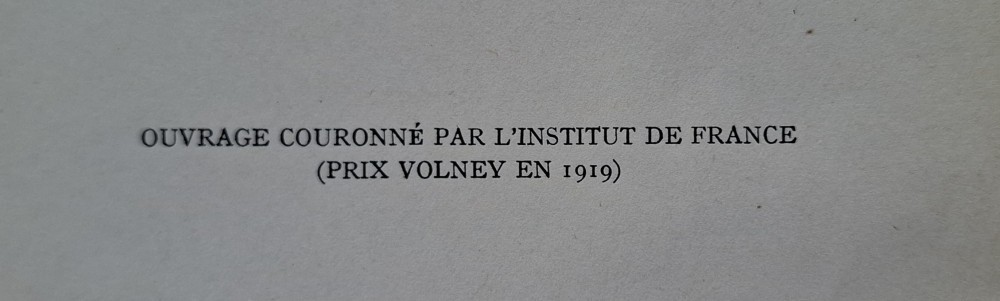 OUVRAGE COURONNÉ PAR L'INSTITUT DE FRANCE
(PRIX VOLNEY EN 1919)